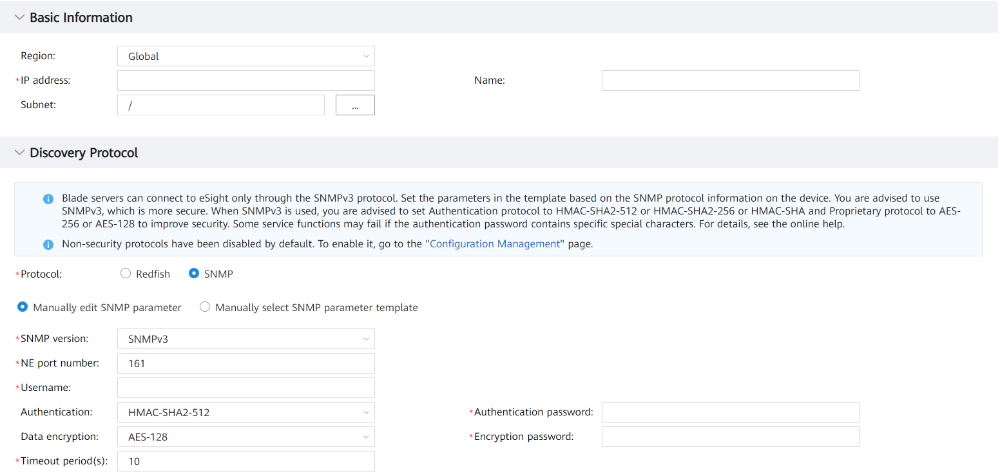 Basic Information
Region: Global
*IP address: Name:
Subnet: / ...
Discovery Protocol
Blade servers can connect to eSight only through the SNMPv3 protocol. Set the parameters in the template based on the SNMP protocol information on the device. You are advised to use
SNMPv3, which is more secure. When SNMPv3 is used, you are advised to set Authentication protocol to HMAC-SHA2-512 or HMAC-SHA2-256 or HMAC-SHA and Proprietary protocol to AES-
256 or AES-128 to improve security. Some service functions may fail if the authentication password contains specific special characters. For details, see the online help.
Non-security protocols have been disabled by default. To enable it, go to the "Configuration Management" page.
*Protocol: Redfish SNMP
Manually edit SNMP parameter Manually select SNMP parameter template
*SNMP version: SNMPv3
*NE port number: 161
*Username:
Authentication: HMAC-SHA2-512 *Authentication password:
Data encryption: AES-128 *Encryption password:
*Timeout period(s): 10